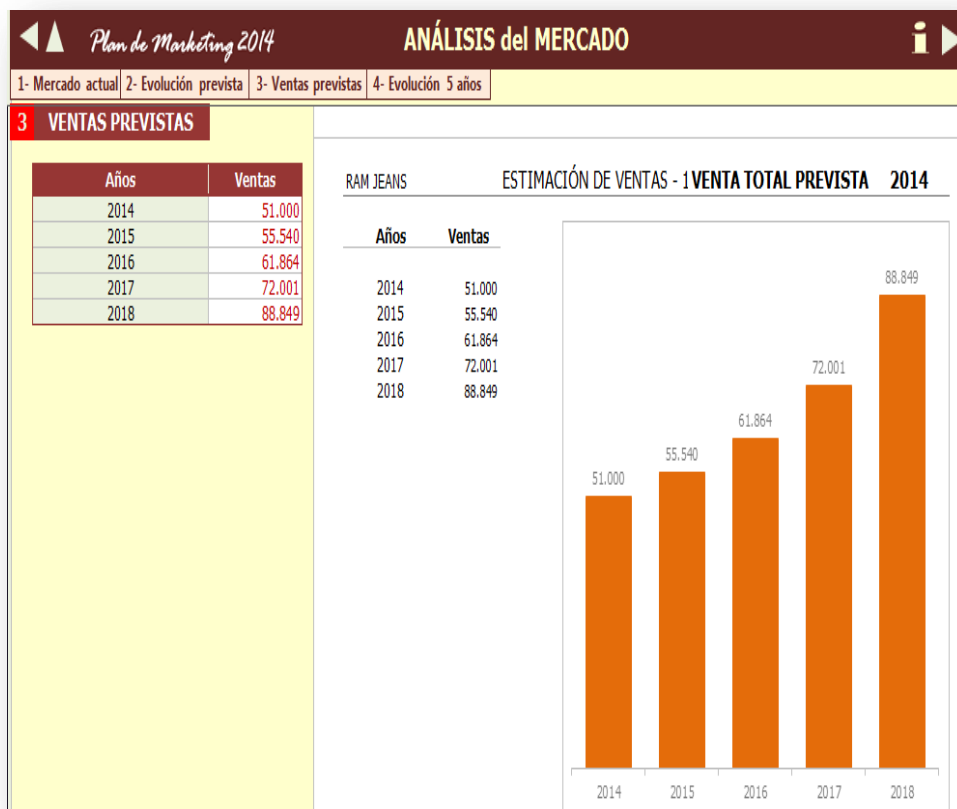 Plan de Marketing 2014 ANÁLISIS del MERCADO i
1- Mercado actual 2- Evolución prevista 3- Ventas previstas 4- Evolución 5 años
3 VENTAS PREVISTAS
Años Ventas
2014 51.000
2015 55.540
2016 61.864
2017 72.001
2018 88.849
RAM JEANS ESTIMACIÓN DE VENTAS - 1 VENTA TOTAL PREVISTA 2014
Años Ventas
2014 51.000
2015 55.540
2016 61.864
2017 72.001
2018 88.849
88.849
72.001
61.864
55.540
51.000
2014 2015 2016 2017 2018